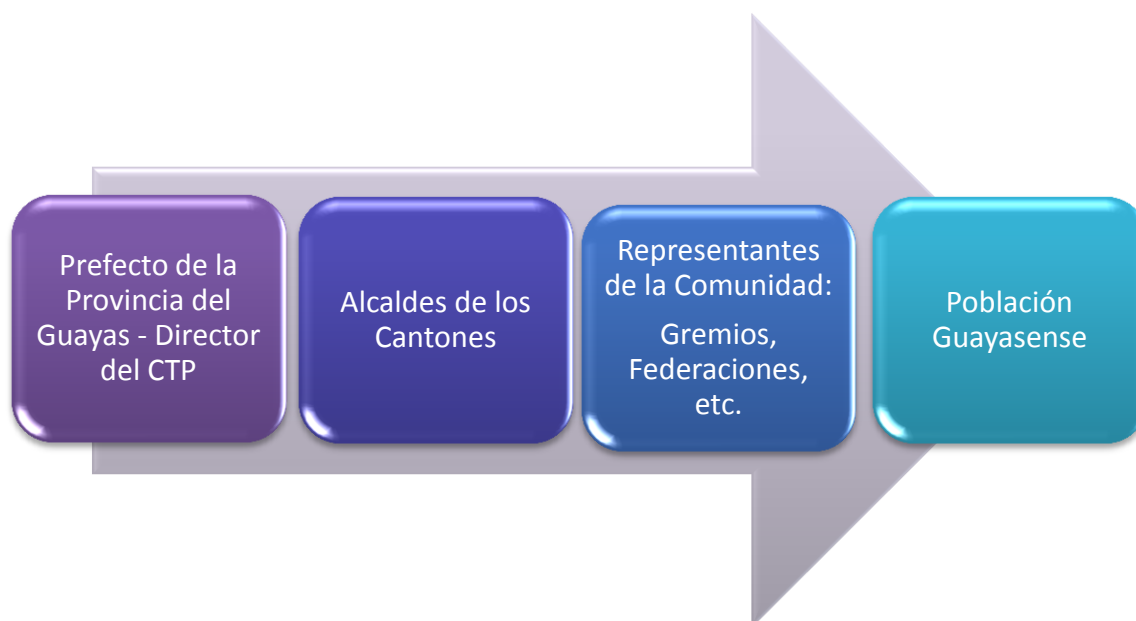 Prefecto de la
Provincia del
Guayas - Director
del CTP
Alcaldes de los
Cantones
Representantes
de la Comunidad:
Gremios,
Federaciones,
etc.
Población
Guayasense